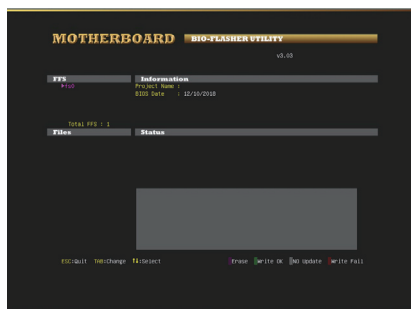 MOTHERBOARD BIO-FLASHER UTILITY
v3.03
FFS Information
Project Name :
BIOS Date : 12/10/2018
Total FFS : 1
Files Status
ESC:Quit TAB:Change ↑↓:Select Erase Write OK NO Update Write Fail